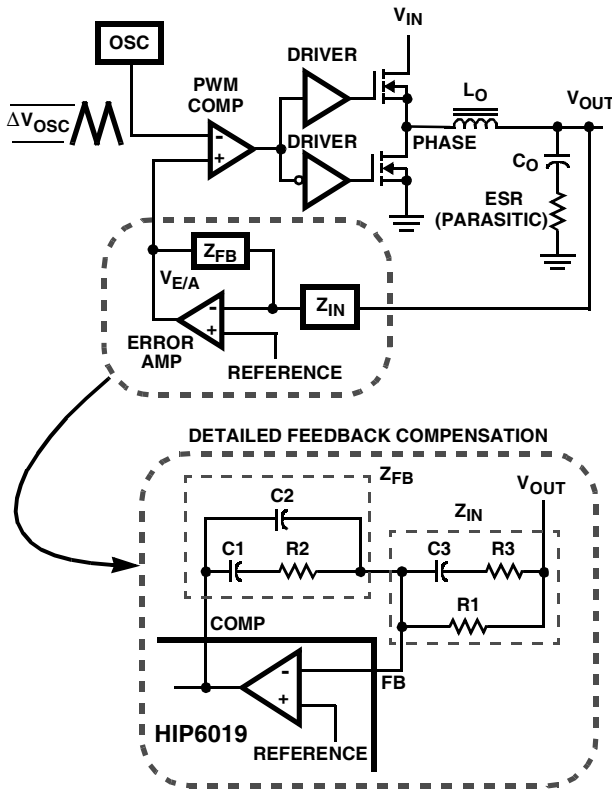 V_IN
OSC
DRIVER
PWM
COMP
L_O
V_OUT
ΔV_OSC
-
+
DRIVER
PHASE
C_O
ESR
(PARASITIC)
Z_FB
V_E/A
-
+
Z_IN
ERROR
AMP
REFERENCE
DETAILED FEEDBACK COMPENSATION
Z_FB
V_OUT
C2
Z_IN
C1
R2
C3
R3
R1
COMP
-
+
FB
HIP6019
REFERENCE